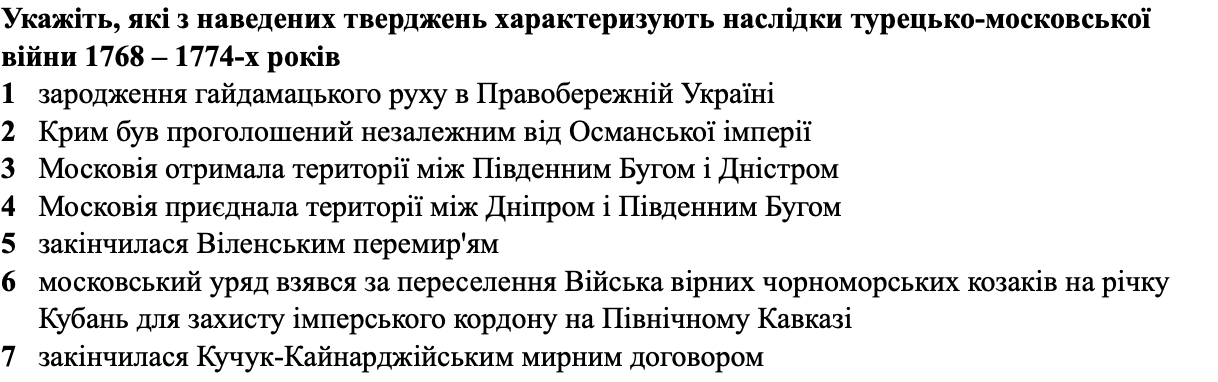 Укажіть, які з наведених тверджень характеризують наслідки турецько-московської
війни 1768 – 1774-х років
1 зародження гайдамацького руху в Правобережній Україні
2 Крим був проголошений незалежним від Османської імперії
3 Московія отримала території між Південним Бугом і Дністром
4 Московія приєднала території між Дніпром і Південним Бугом
5 закінчилася Віленським перемир'ям
6 московський уряд взявся за переселення Війська вірних чорноморських козаків на річку
Кубань для захисту імперського кордону на Північному Кавказі
7 закінчилася Кучук-Кайнарджійським мирним договором